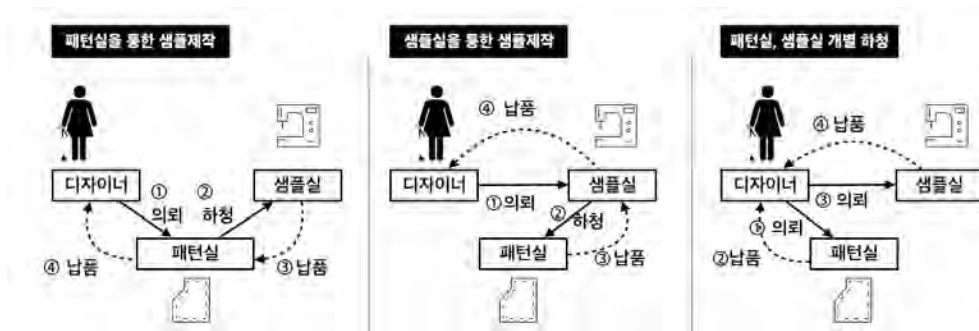 패턴실을 통한 샘플제작
디자이너
샘플실
①
의뢰
②
하청
패턴실
④ 납품
③납품
샘플실을 통한 샘플제작
④ 납품
디자이너
샘플실
①의뢰
②
하청
패턴실
③납품
패턴실, 샘플실 개별 하청
④ 납품
디자이너
샘플실
③ 의뢰
① 의뢰
②납품
패턴실